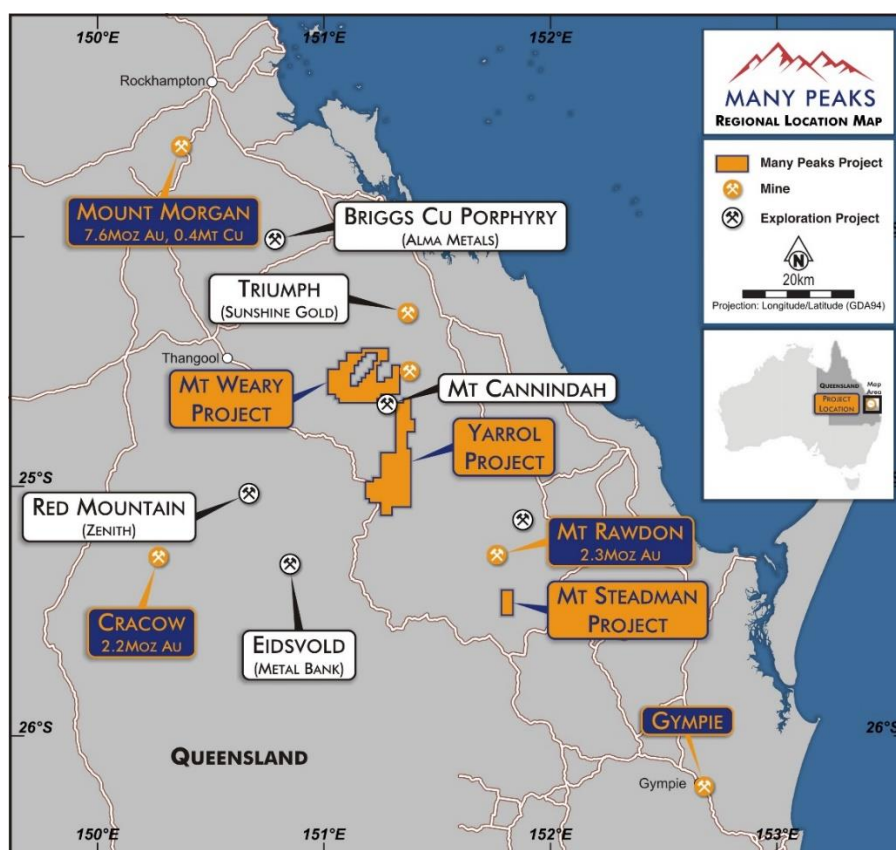 150°E
151°E
152°E
Rockhampton
MANY PEAKS
REGIONAL LOCATION MAP
Many Peaks Project
Mine
Exploration Project
N
20km
Projection: Longitude/Latitude (GDA94)
MOUNT MORGAN
7.6MOZ AU, 0.4MT CU
BRIGGS CU PORPHYRY
(ALMA METALS)
TRIUMPH
(SUNSHINE GOLD)
Thangool
MT WEARY
PROJECT
MT CANNINDAH
YARROL
PROJECT
QUEENSLAND
MAP
AREA
PROJECT
LOCATION
25°S
RED MOUNTAIN
(ZENITH)
MT RAWDON
2.3MOZ AU
CRACOW
2.2MOZ AU
EIDSVOLD
(METAL BANK)
MT STEADMAN
PROJECT
26°S
26°S
GYMPIE
QUEENSLAND
Gympie
150°E
151°E
152°E
153°E